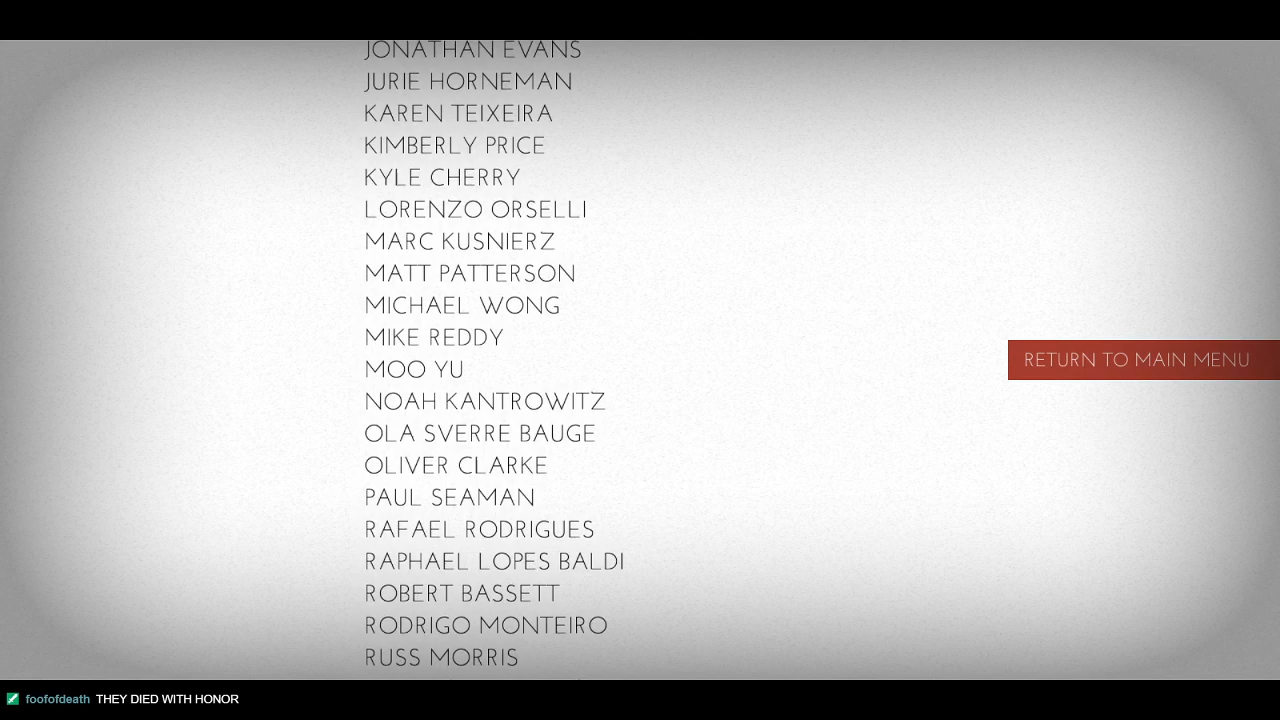 JONATHAN EVANS
JURIE HORNEMAN
KAREN TEIXEIRA
KIMBERLY PRICE
KYLE CHERRY
LORENZO ORSELLI
MARC KUSNIERZ
MATT PATTERSON
MICHAEL WONG
MIKE REDDY
MOO YU
NOAH KANTROWITZ
OLA SVERRE BAUGE
OLIVER CLARKE
PAUL SEAMAN
RAFAEL RODRIGUES
RAPHAEL LOPES BALDI
ROBERT BASSETT
RODRIGO MONTEIRO
RUSS MORRIS
RETURN TO MAIN MENU
foofofdeath THEY DIED WITH HONOR